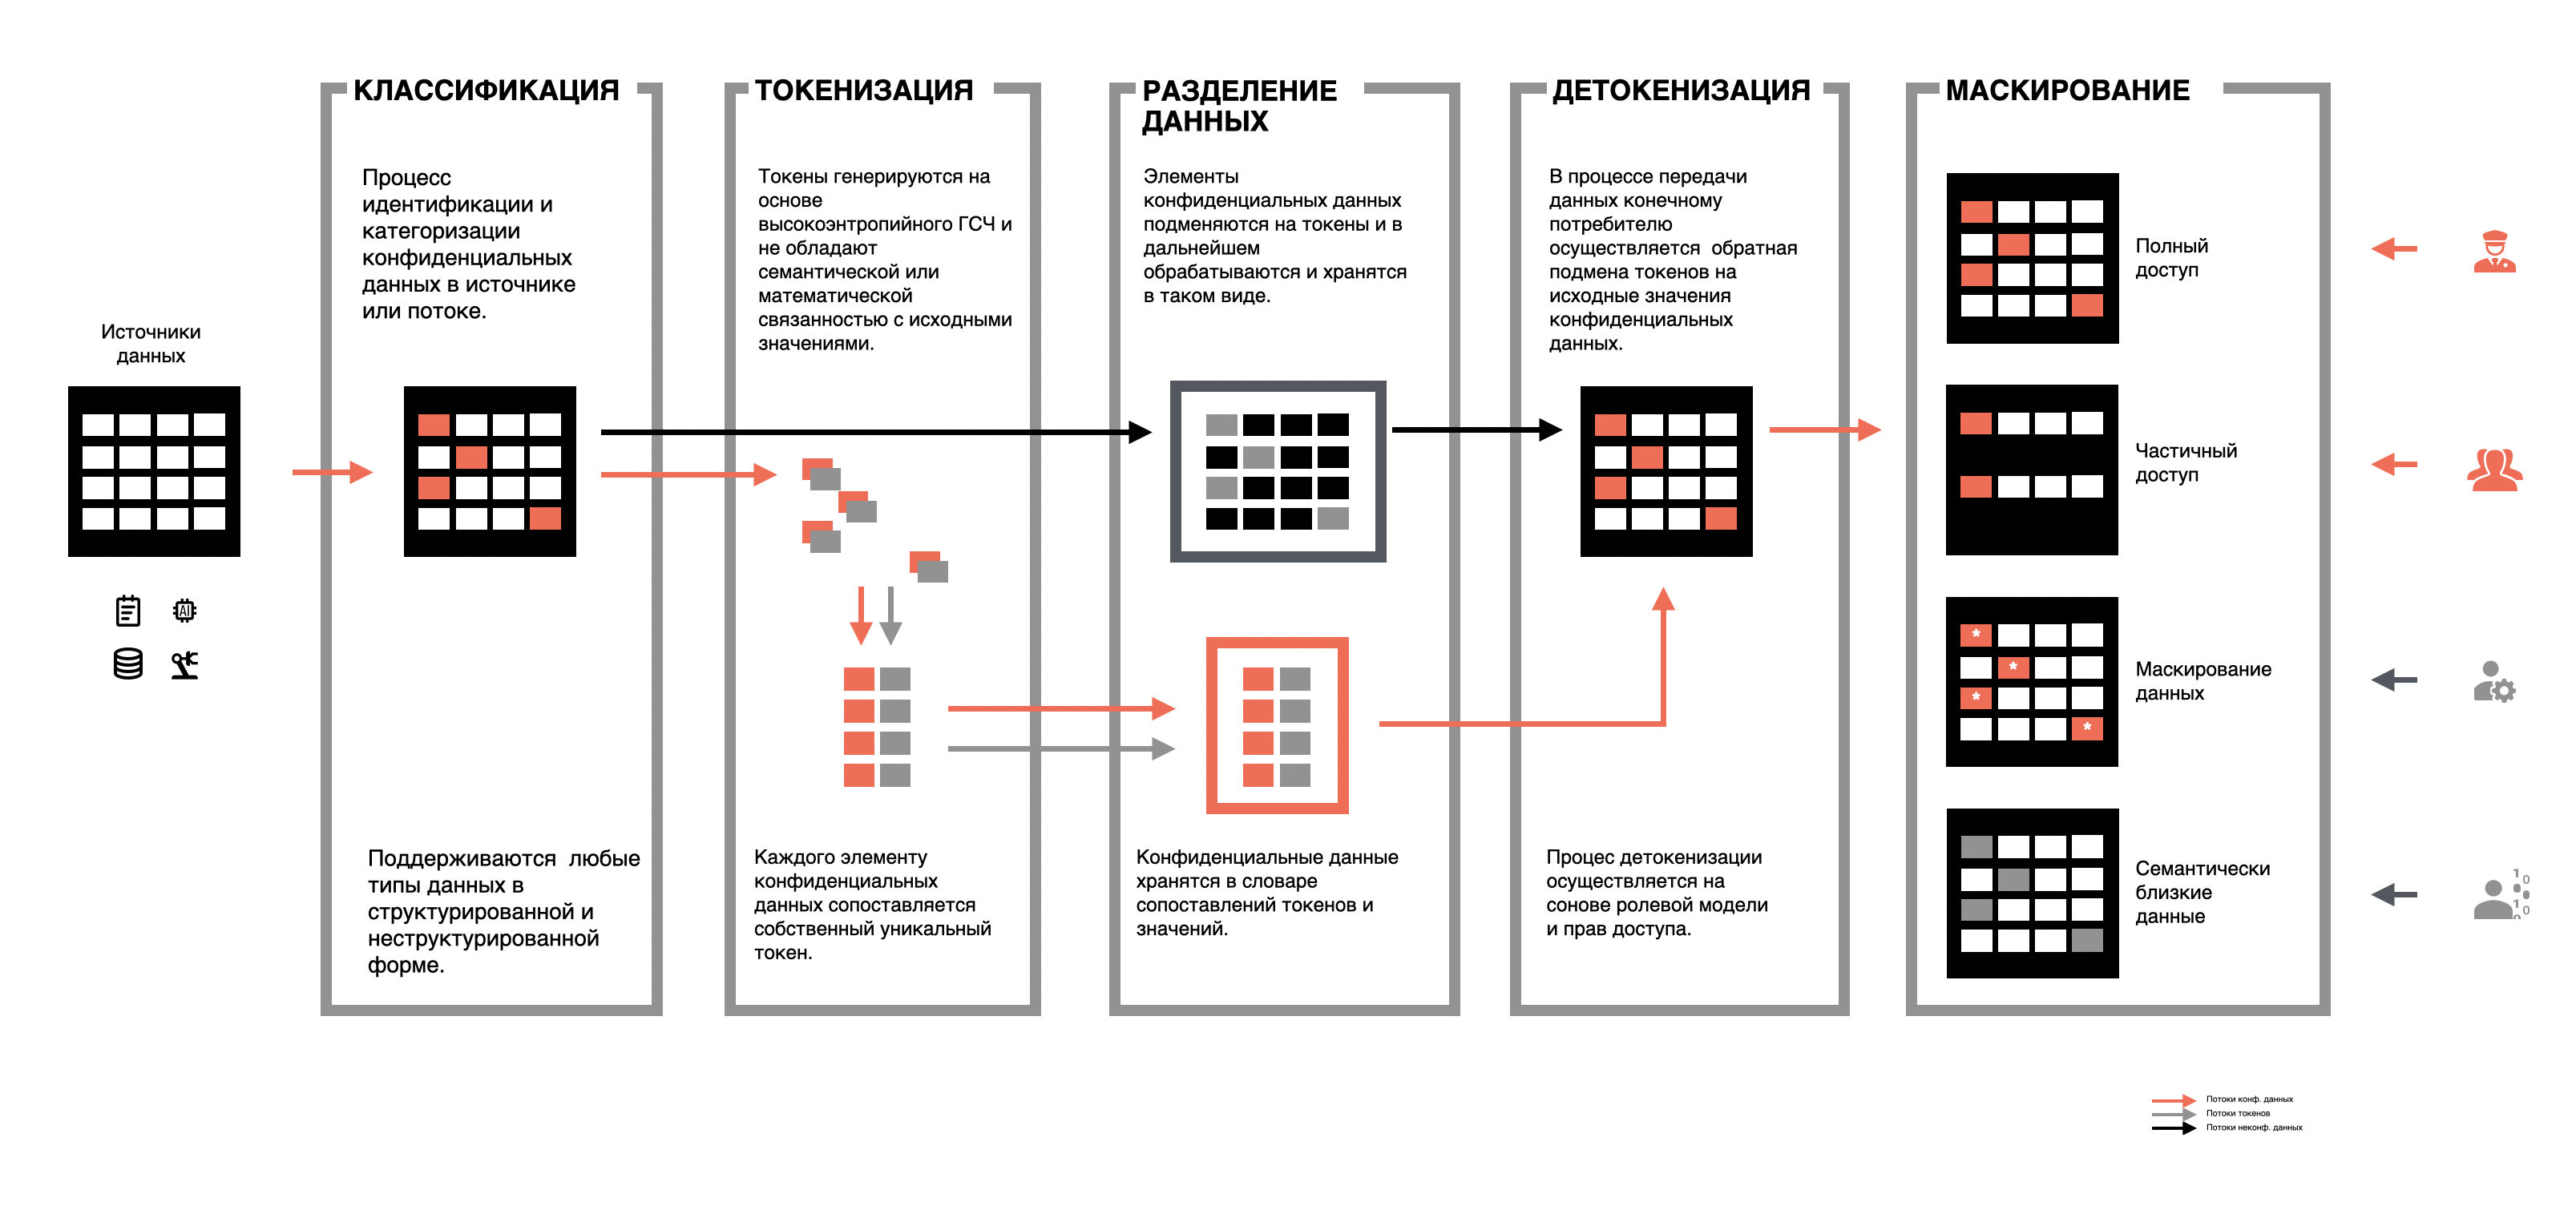 КЛАССИФИКАЦИЯ
ТОКЕНИЗАЦИЯ
РАЗДЕЛЕНИЕ
ДАННЫХ
ДЕТОКЕНИЗАЦИЯ
МАСКИРОВАНИЕ
Источники
данных
Процесс
идентификации и
категоризации
конфиденциальных
данных в источнике
или потоке.
Поддерживаются любые
типы данных в
структурированной и
неструктурированной
форме.
Токены генерируются на
основе
высокоэнтропийного ГСЧ и
не обладают
семантической или
математической
связанностью с исходными
значениями.
Каждого элементу
конфиденциальных
данных сопоставляется
собственный уникальный
токен.
Элементы
конфиденциальных данных
подменяются на токены и в
дальнейшем
обрабатываются и хранятся
в таком виде.
Конфиденциальные данные
хранятся в словаре
сопоставлений токенов и
значений.
В процессе передачи
данных конечному
потребителю
осуществляется обратная
подмена токенов на
исходные значения
конфиденциальных
данных.
Процес детокенизации
осуществляется на
сонове ролевой модели
и прав доступа.
Полный
доступ
Частичный
доступ
* 
*
*
*
Маскирование
данных
Семантически
близкие
данные
AI
1
0
1
0
Потоки конф. данных
Потоки токенов
Потоки неконф. данных